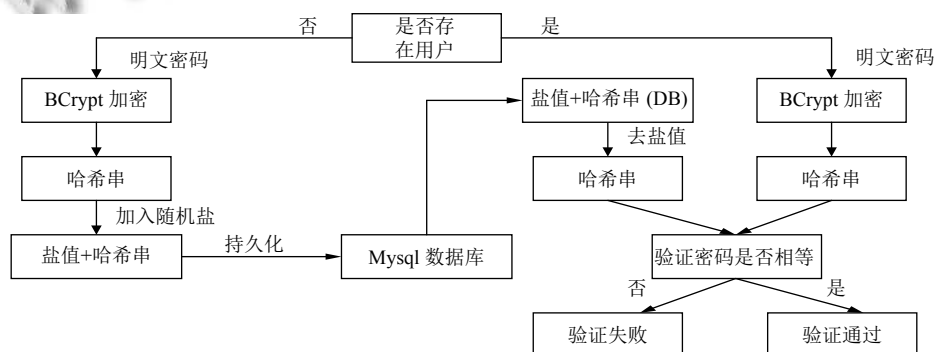 否
是否存
在用户
是
明文密码
明文密码
BCrypt 加密
盐值+哈希串 (DB)
BCrypt 加密
去盐值
哈希串
哈希串
哈希串
加入随机盐
盐值+哈希串
持久化
Mysql 数据库
验证密码是否相等
否
是
验证失败
验证通过